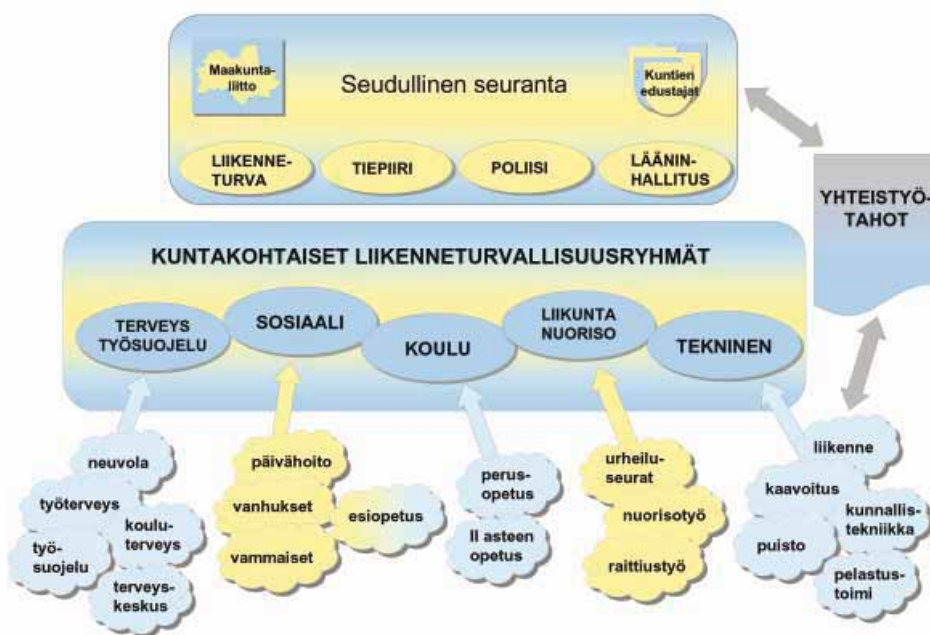 Maakunta-
liitto
Seudullinen seuranta
Kuntien
edustajat
LIIKENNE-
TURVA
TIEPIIRI
POLIISI
LÄÄNIN-
HALLITUS
YHTEISTYÖ-
TAHOT
KUNTAKOHTAISET LIIKENNETURVALLISUUSRYHMÄT
TERVEYS
TYÖSUOJELU
SOSIAALI
KOULU
LIIKUNTA
NUORISO
TEKNINEN
neuvola
työterveys
koulu-
terveys
työ-
suojelu
terveys-
keskus
päivähoito
vanhukset
esiopetus
vammaiset
perus-
opetus
II asteen
opetus
urheilu-
seurat
nuorisotyö
raittiustyö
liikenne
kaavoitus
kunnallis-
tekniikka
puisto
pelastus-
toimi